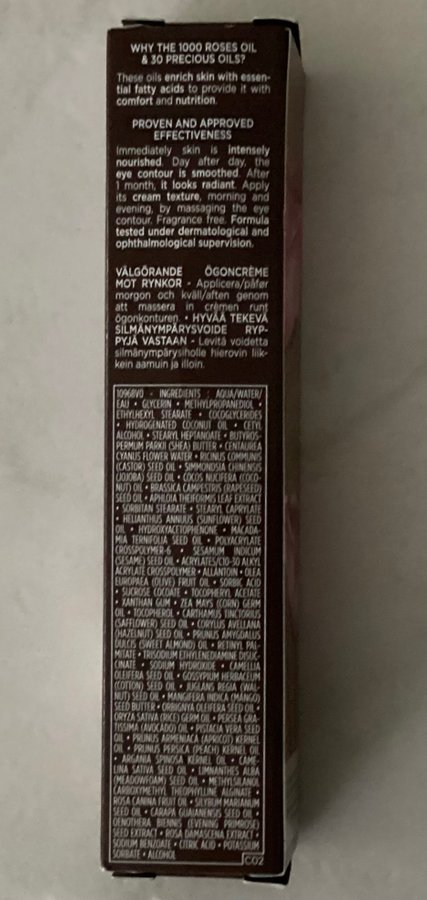 WHY THE 1000 ROSES OIL
& 30 PRECIOUS OILS?
These oils enrich skin with essen-
tial fatty acids to provide it with
comfort and nutrition.
PROVEN AND APPROVED
EFFECTIVENESS
Immediately skin is intensely
nourished. Day after day, the
eye contour is smoothed. After
1 month, it looks radiant. Apply
its cream texture, morning and
evening, by massaging the eye
contour. Fragrance free. Formula
tested under dermatological and
ophthalmological supervision.
VÄLGÖRANDE ÖGONCRÈME
MOT RYNKOR - Applicera/påfør
morgon och kväll/aften genom
att massera in crèmen runt
ögonkonturen. • HYVÄÄ TEKEVÄ
SILMÄNYMPÄRYSVOIDE RYP-
PYJÄ VASTAAN - Levitä voidetta
silmänympärysiholle hierovin liik-
kein aamuin ja illoin.
10968V0 - INGREDIENTS : AQUA/WATER/
EAU • GLYCERIN • METHYLPROPANEDIOL •
ETHYLHEXYL STEARATE • COCOGLYCERIDES
• HYDROGENATED COCONUT OIL • CETYL
ALCOHOL • STEARYL HEPTANOATE • BUTYROS-
PERMUM PARKII (SHEA) BUTTER • CENTAUREA
CYANUS FLOWER WATER • RICINUS COMMUNIS
(CASTOR) SEED OIL • SIMMONDSIA CHINENSIS
(JOJOBA) SEED OIL • COCOS NUCIFERA (COCO-
NUT) OIL • BRASSICA CAMPESTRIS (RAPESEED)
SEED OIL • APHLOIA THEIFORMIS LEAF EXTRACT
• SORBITAN STEARATE • STEARYL CAPRYLATE
• HELIANTHUS ANNUUS (SUNFLOWER) SEED
OIL • HYDROXYACETOPHENONE • MACADA-
MIA TERNIFOLIA SEED OIL • POLYACRYLATE
CROSSPOLYMER-6 • SESAMUM INDICUM
(SESAME) SEED OIL • ACRYLATES/C10-30 ALKYL
ACRYLATE CROSSPOLYMER • ALLANTOIN • OLEA
EUROPAEA (OLIVE) FRUIT OIL • SORBIC ACID
• SUCROSE COCOATE • TOCOPHERYL ACETATE
• XANTHAN GUM • ZEA MAYS (CORN) GERM
OIL • TOCOPHEROL • CARTHAMUS TINCTORIUS
(SAFFLOWER) SEED OIL • CORYLUS AVELLANA
(HAZELNUT) SEED OIL • PRUNUS AMYGDALUS
DULCIS (SWEET ALMOND) OIL • RETINYL PAL-
MITATE • TRISODIUM ETHYLENEDIAMINE DISUC-
CINATE • SODIUM HYDROXIDE • CAMELLIA
OLEIFERA SEED OIL • GOSSYPIUM HERBACEUM
(COTTON) SEED OIL • JUGLANS REGIA (WAL-
NUT) SEED OIL • MANGIFERA INDICA (MANGO)
SEED BUTTER • ORBIGNYA OLEIFERA SEED OIL •
ORYZA SATIVA (RICE) GERM OIL • PERSEA GRA-
TISSIMA (AVOCADO) OIL • PISTACIA VERA SEED
OIL • PRUNUS ARMENIACA (APRICOT) KERNEL
OIL • PRUNUS PERSICA (PEACH) KERNEL OIL
• ARGANIA SPINOSA KERNEL OIL • CAME-
LINA SATIVA SEED OIL • LIMNANTHES ALBA
(MEADOWFOAM) SEED OIL • METHYLSILANOL
CARBOXYMETHYL THEOPHYLLINE ALGINATE •
ROSA CANINA FRUIT OIL • SILYBUM MARIANUM
SEED OIL • CARAPA GUAIANENSIS SEED OIL •
OENOTHERA BIENNIS (EVENING PRIMROSE)
SEED EXTRACT • ROSA DAMASCENA EXTRACT •
SODIUM BENZOATE • CITRIC ACID • POTASSIUM
SORBATE • ALCOHOL
C02